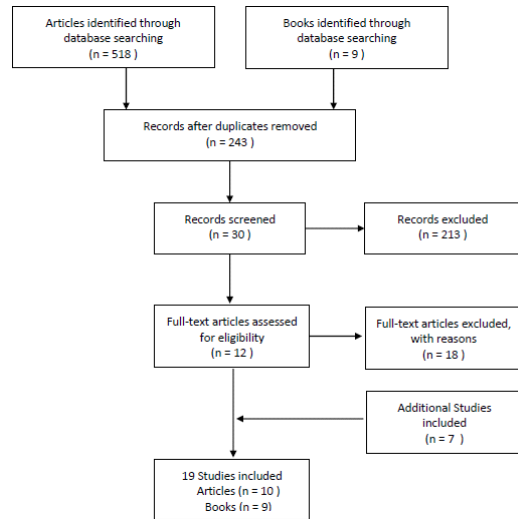 Articles identified through
database searching
(n = 518 )
Books identified through
database searching
(n = 9 )
Records after duplicates removed
(n = 243 )
Records screened
(n = 30 )
Records excluded
(n = 213 )
Full-text articles assessed
for eligibility
(n = 12 )
Full-text articles excluded,
with reasons
(n = 18 )
Additional Studies
included
(n = 7 )
19 Studies included
Articles (n = 10 )
Books (n = 9)